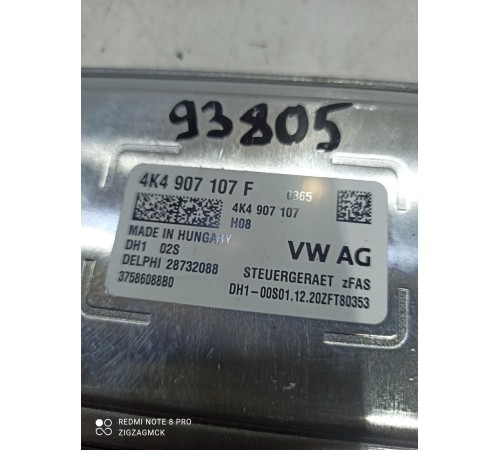 93805
4K4 907 107 F 0365
4K4 907 107
H08
MADE IN HUNGARY
DH1 02S
VW AG
DELPHI 28732088
STEUERGERAET zFAS
37586088B0
DH1-00S01.12.20ZFT80353
REDMI NOTE 8 PRO
ZIGZAGMCK